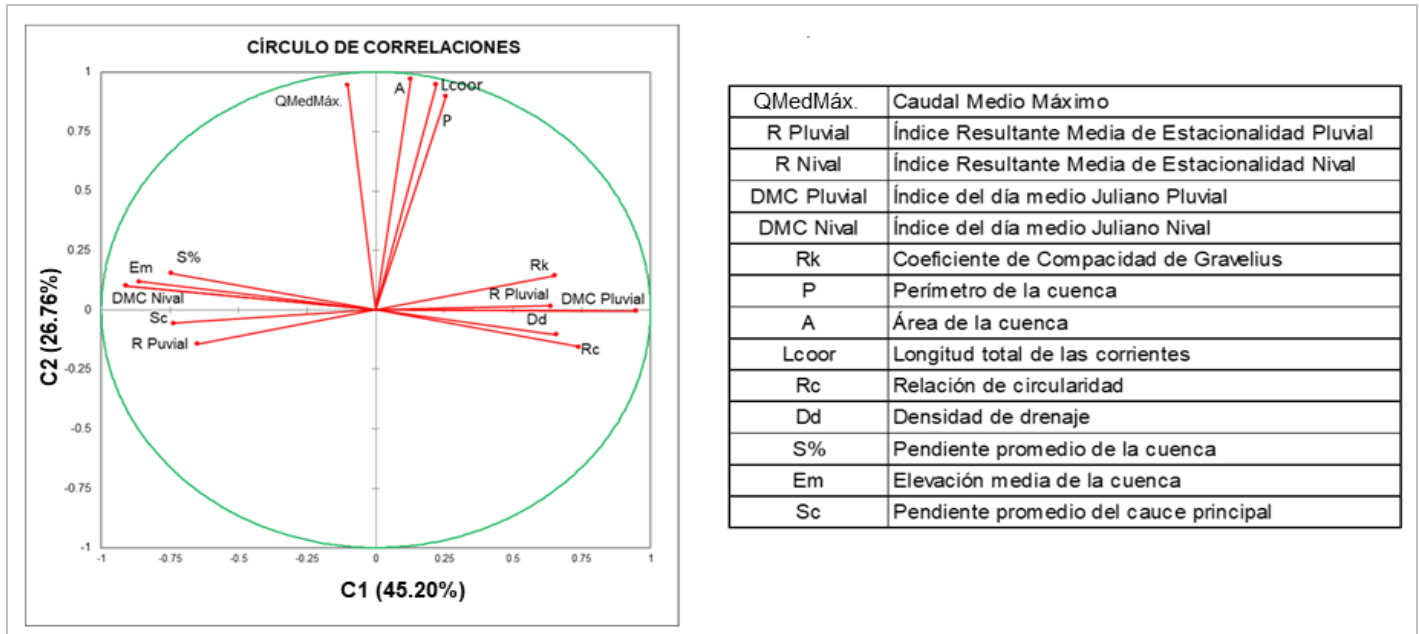 CÍRCULO DE CORRELACIONES
1
QMedMáx.
A
Lcoor
P
0.75
0.5
0.25
S%
Em
DMC Nival
Rk
R Pluvial
DMC Pluvial
0
Sc
R Puvial
Dd
Rc
-0.25
-0.5
-0.75
-1
C2 (26.76%)
-1 -0.75 -0.5 -0.25 0 0.25 0.5 0.75 1
C1 (45.20%)
QMedMáx. Caudal Medio Máximo
R Pluvial Índice Resultante Media de Estacionalidad Pluvial
R Nival Índice Resultante Media de Estacionalidad Nival
DMC Pluvial Índice del día medio Juliano Pluvial
DMC Nival Índice del día medio Juliano Nival
Rk Coeficiente de Compacidad de Gravelius
P Perímetro de la cuenca
A Área de la cuenca
Lcoor Longitud total de las corrientes
Rc Relación de circularidad
Dd Densidad de drenaje
S% Pendiente promedio de la cuenca
Em Elevación media de la cuenca
Sc Pendiente promedio del cauce principal